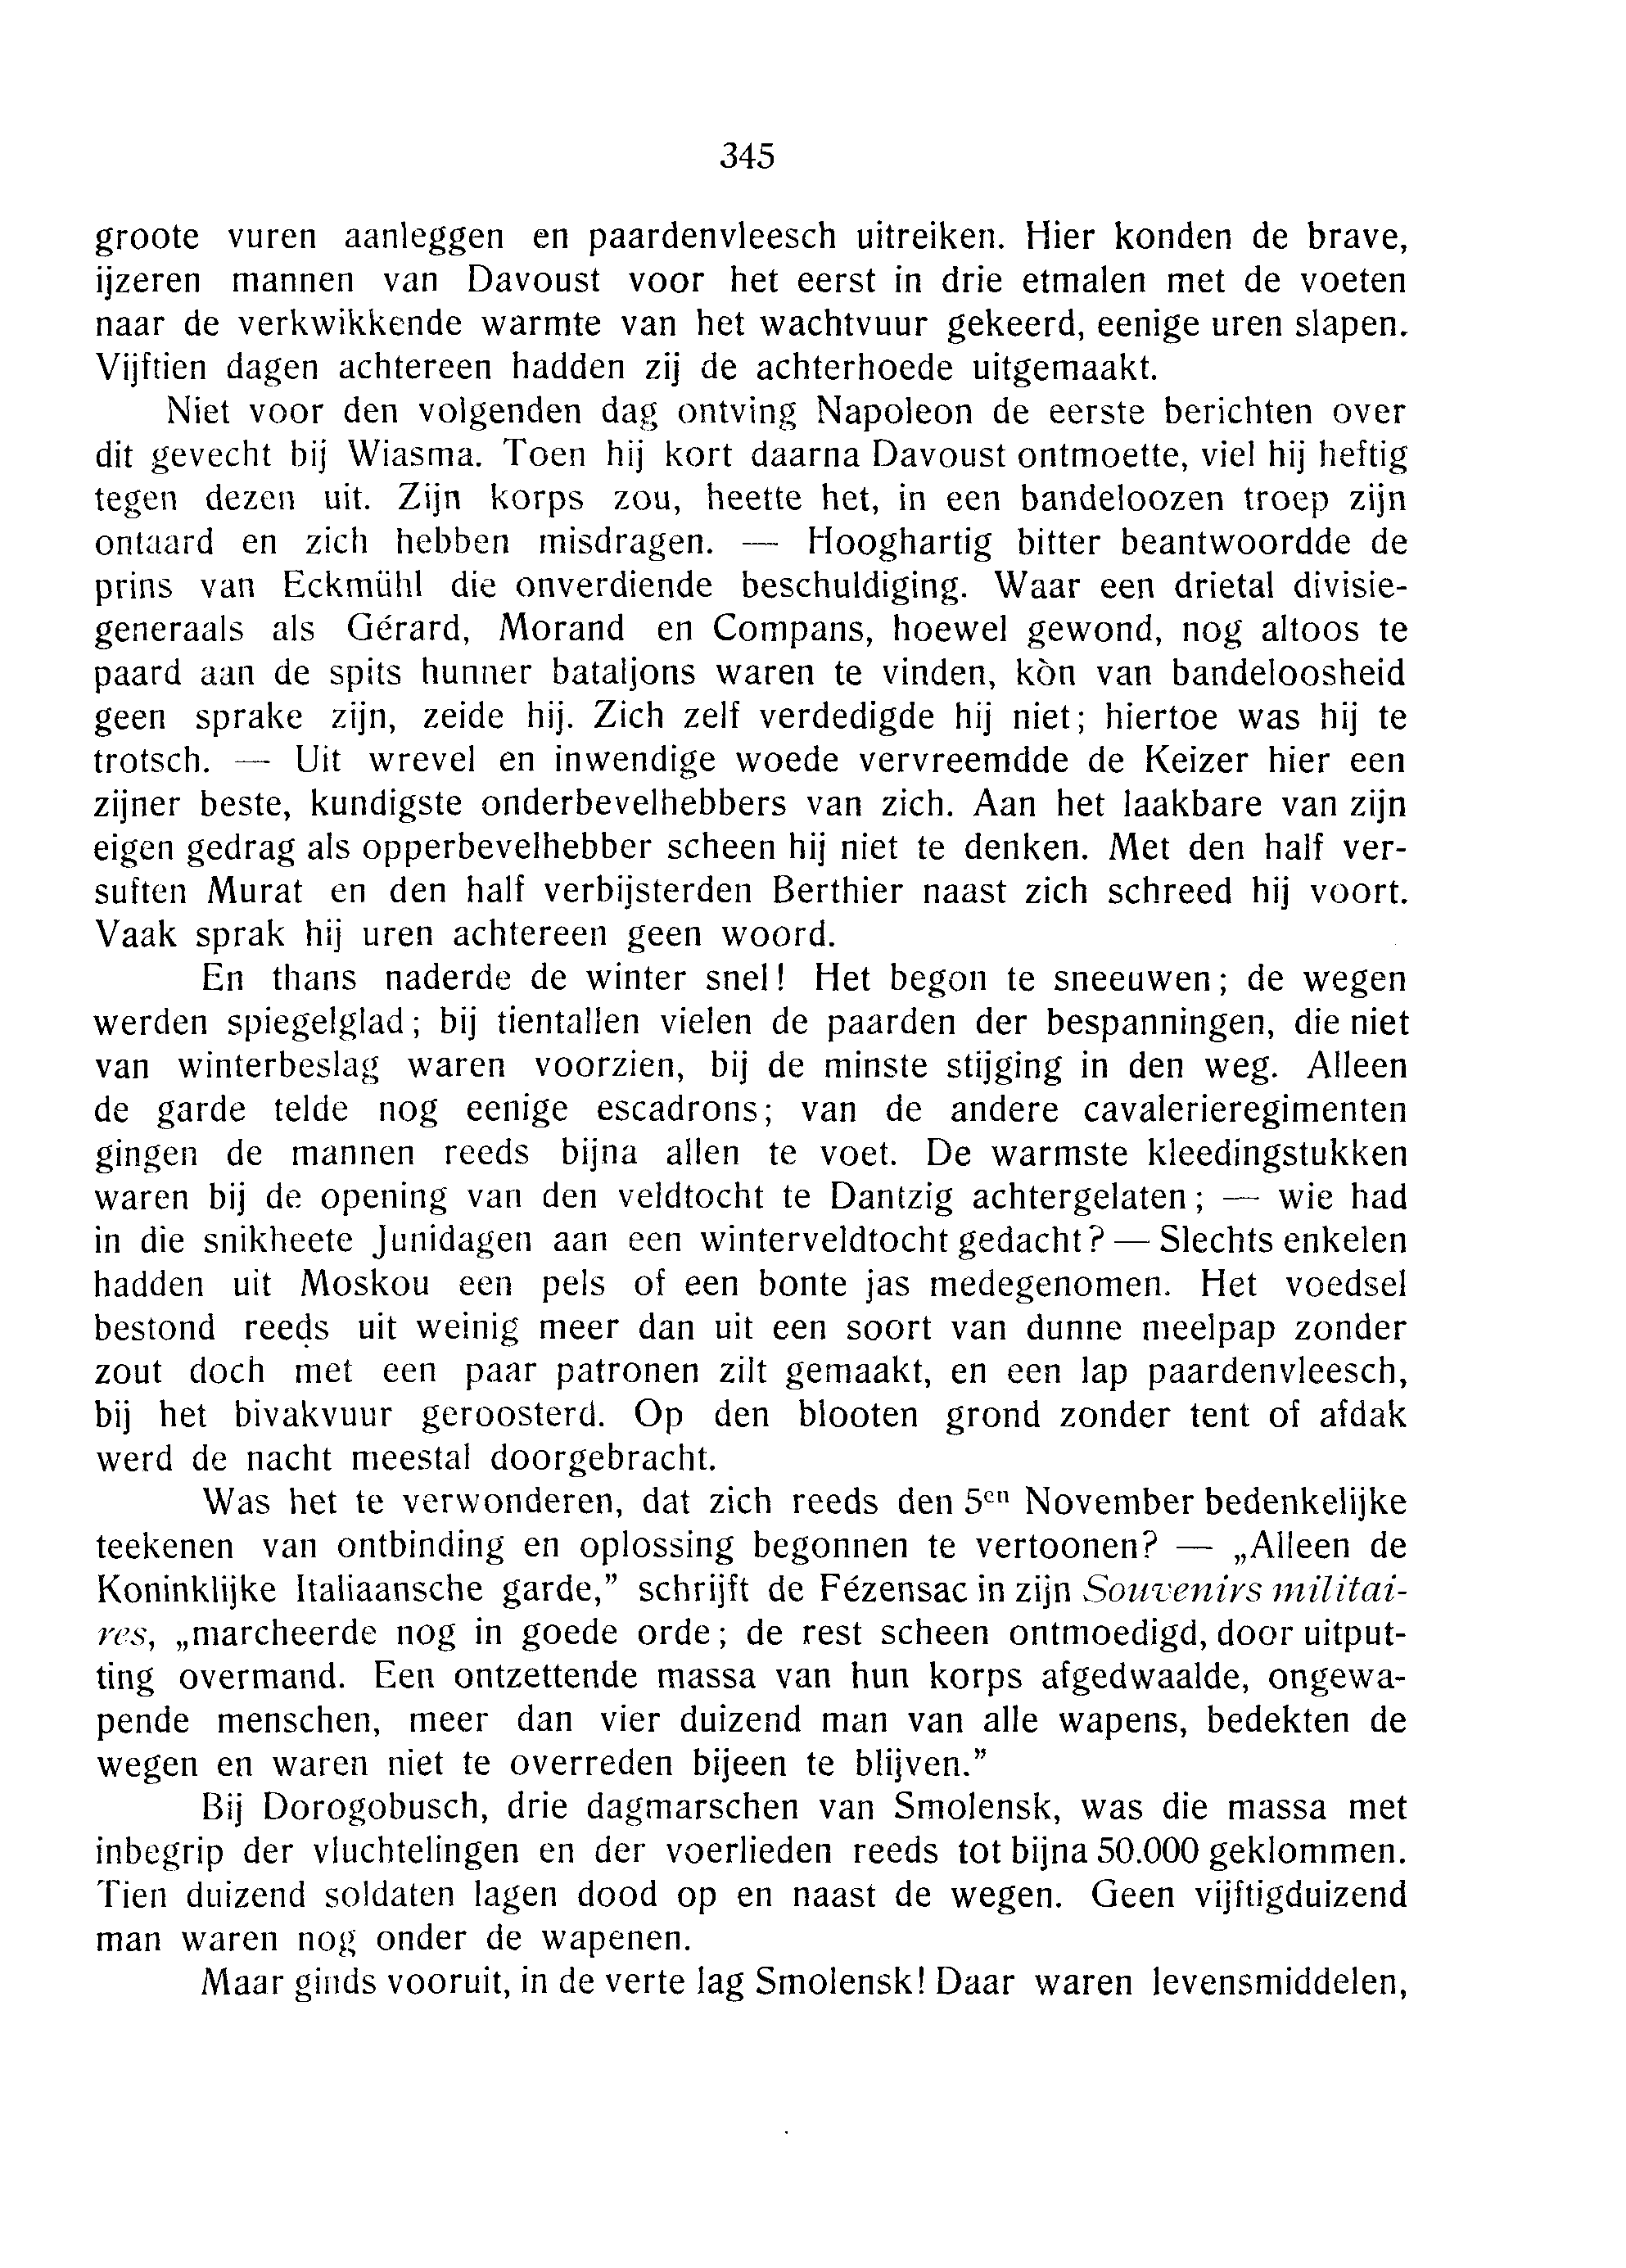 345
groote vuren aanleggen en paardenvleesch uitreiken. Hier konden de brave,
ijzeren mannen van Davoust voor het eerst in drie etmalen met de voeten
naar de verkwikkende warmte van het wachtvuur gekeerd, eenige uren slapen.
Vijftien dagen achtereen hadden zij de achterhoede uitgemaakt.
Niet voor den volgenden dag ontving Napoleon de eerste berichten over
dit gevecht bij Wiasma. Toen hij kort daarna Davoust ontmoette, viel hij heftig
tegen dezen uit. Zijn korps zou, heette het, in een bandeloozen troep zijn
ontaard en zich hebben misdragen. — Hooghartig bitter beantwoordde de
prins van Eckmühl die onverdiende beschuldiging. Waar een drietal divisie-
generaals als Gérard, Morand en Compans, hoewel gewond, nog altoos te
paard aan de spits hunner bataljons waren te vinden, kòn van bandeloosheid
geen sprake zijn, zeide hij. Zich zelf verdedigde hij niet; hiertoe was hij te
trotsch. — Uit wrevel en inwendige woede vervreemdde de Keizer hier een
zijner beste, kundigste onderbevelhebbers van zich. Aan het laakbare van zijn
eigen gedrag als opperbevelhebber scheen hij niet te denken. Met den half ver-
suften Murat en den half verbijsterden Berthier naast zich schreed hij voort.
Vaak sprak hij uren achtereen geen woord.
En thans naderde de winter snel! Het begon te sneeuwen; de wegen
werden spiegelglad; bij tientallen vielen de paarden der bespanningen, die niet
van winterbeslag waren voorzien, bij de minste stijging in den weg. Alleen
de garde telde nog eenige escadrons; van de andere cavalerieregimenten
gingen de mannen reeds bijna allen te voet. De warmste kleedingstukken
waren bij de opening van den veldtocht te Dantzig achtergelaten; — wie had
in die snikheete Junidagen aan een winterveldtocht gedacht? — Slechts enkelen
hadden uit Moskou een pels of een bonte jas medegenomen. Het voedsel
bestond reeds uit weinig meer dan uit een soort van dunne meelpap zonder
zout doch met een paar patronen zilt gemaakt, en een lap paardenvleesch,
bij het bivakvuur geroosterd. Op den blooten grond zonder tent of afdak
werd de nacht meestal doorgebracht.
Was het te verwonderen, dat zich reeds den 5en November bedenkelijke
teekenen van ontbinding en oplossing begonnen te vertoonen? — „Alleen de
Koninklijke Italiaansche garde,” schrijft de Fézensac in zijn Souvenirs militai-
res, „marcheerde nog in goede orde; de rest scheen ontmoedigd, door uitput-
ting overmand. Een ontzettende massa van hun korps afgedwaalde, ongewa-
pende menschen, meer dan vier duizend man van alle wapens, bedekten de
wegen en waren niet te overreden bijeen te blijven.”
Bij Dorogobusch, drie dagmarschen van Smolensk, was die massa met
inbegrip der vluchtelingen en der voerlieden reeds tot bijna 50.000 geklommen.
Tien duizend soldaten lagen dood op en naast de wegen. Geen vijftigduizend
man waren nog onder de wapenen.
Maar ginds vooruit, in de verte lag Smolensk! Daar waren levensmiddelen,